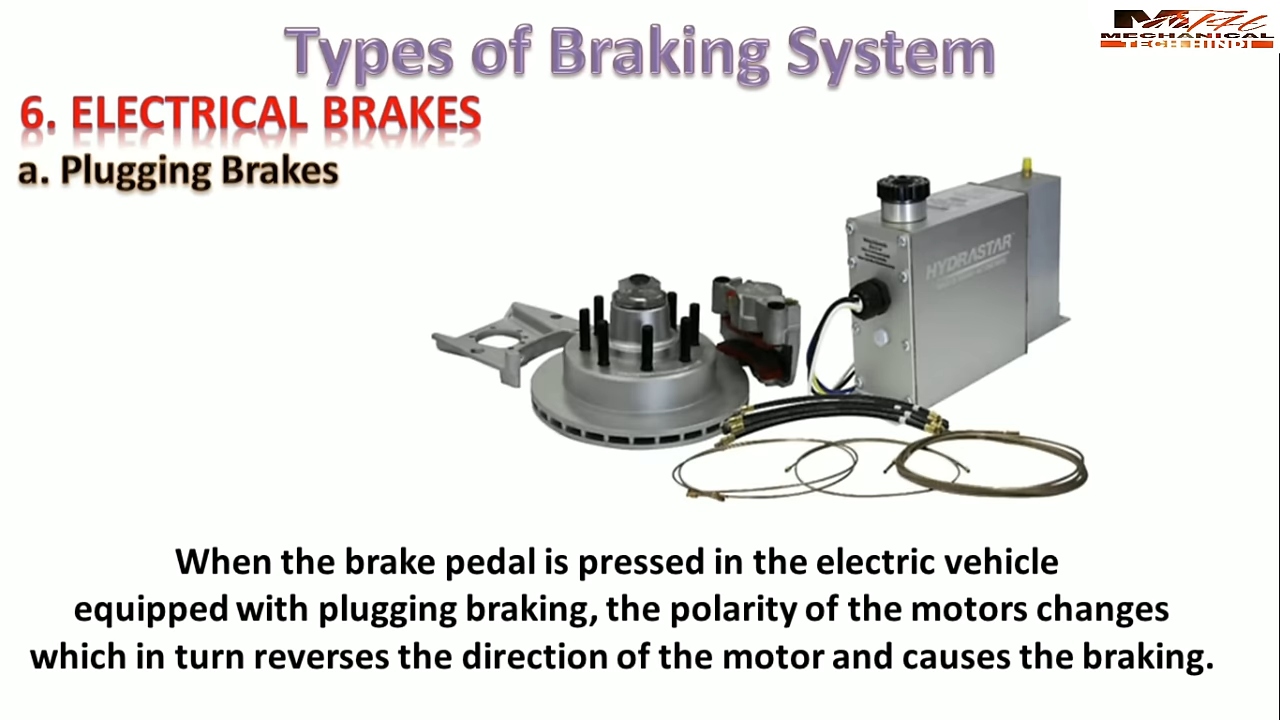 Types of Braking System
MECHANICAL
TECH HINDI
6. ELECTRICAL BRAKES
a. Plugging Brakes
HYDRASTAR
When the brake pedal is pressed in the electric vehicle
equipped with plugging braking, the polarity of the motors changes
which in turn reverses the direction of the motor and causes the braking.